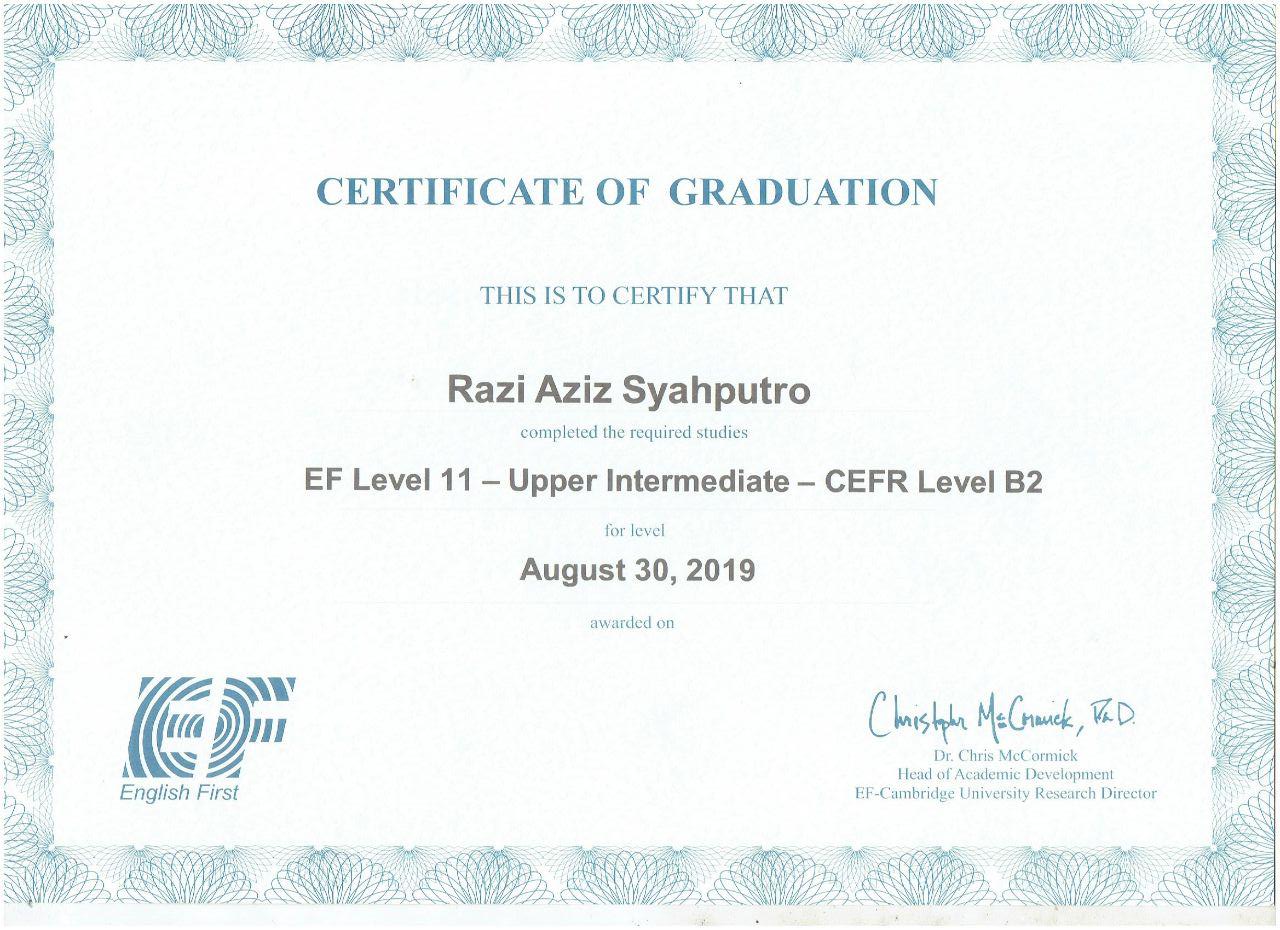 CERTIFICATE OF GRADUATION
THIS IS TO CERTIFY THAT
Razi Aziz Syahputro
completed the required studies
EF Level 11 – Upper Intermediate – CEFR Level B2
for level
August 30, 2019
awarded on
EF
English First
Christopher McCormick, Ph.D.
Dr. Chris McCormick
Head of Academic Development
EF-Cambridge University Research Director